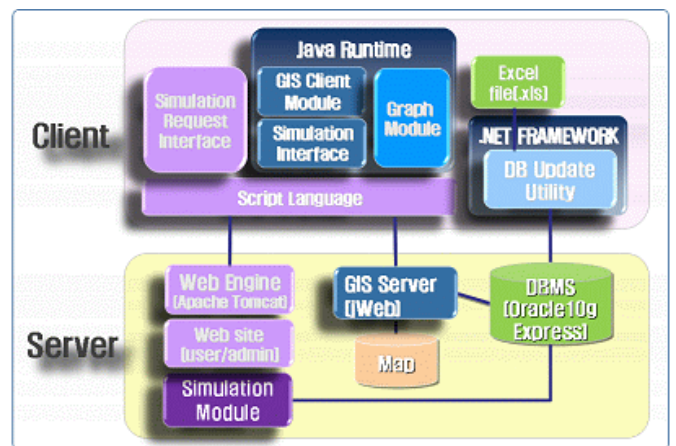 Client
Simulation
Request
Interface
Java Runtime
GIS Client
Module
Simulation
Interface
Graph
Module
Excel
file(.xls)
.NET FRAMEWORK
DB Update
Utility
Script Language
Server
Web Engine
(Apache Tomcat)
Web site
(user/admin)
Simulation
Module
GIS Server
(jWeb)
Map
DBMS
(Oracle10g
Express)